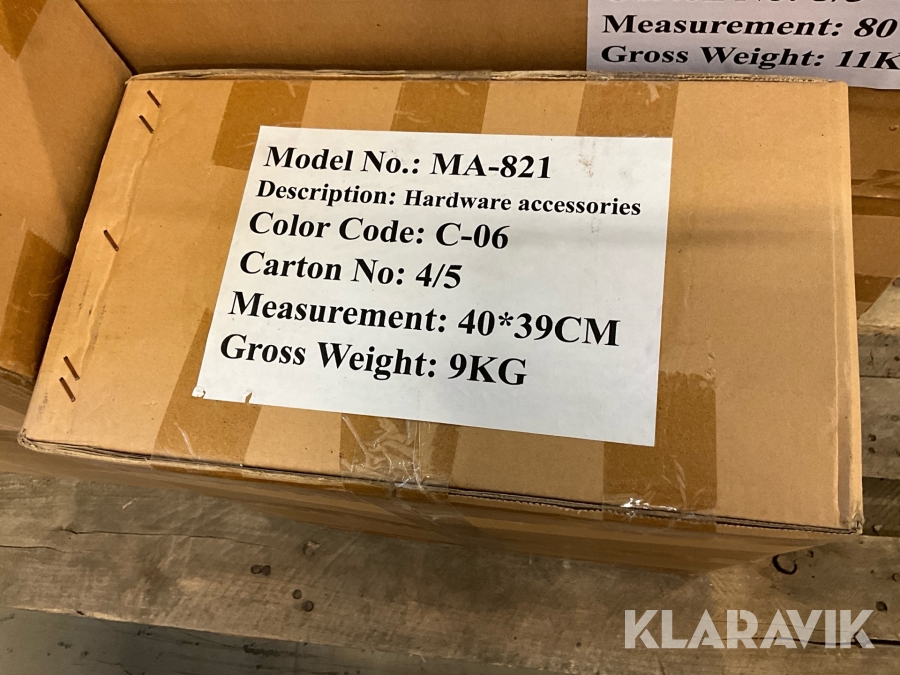 Measurement: 80
Gross Weight: 11K
Model No.: MA-821
Description: Hardware accessories
Color Code: C-06
Carton No: 4/5
Measurement: 40*39CM
Gross Weight: 9KG
KLARAVIK